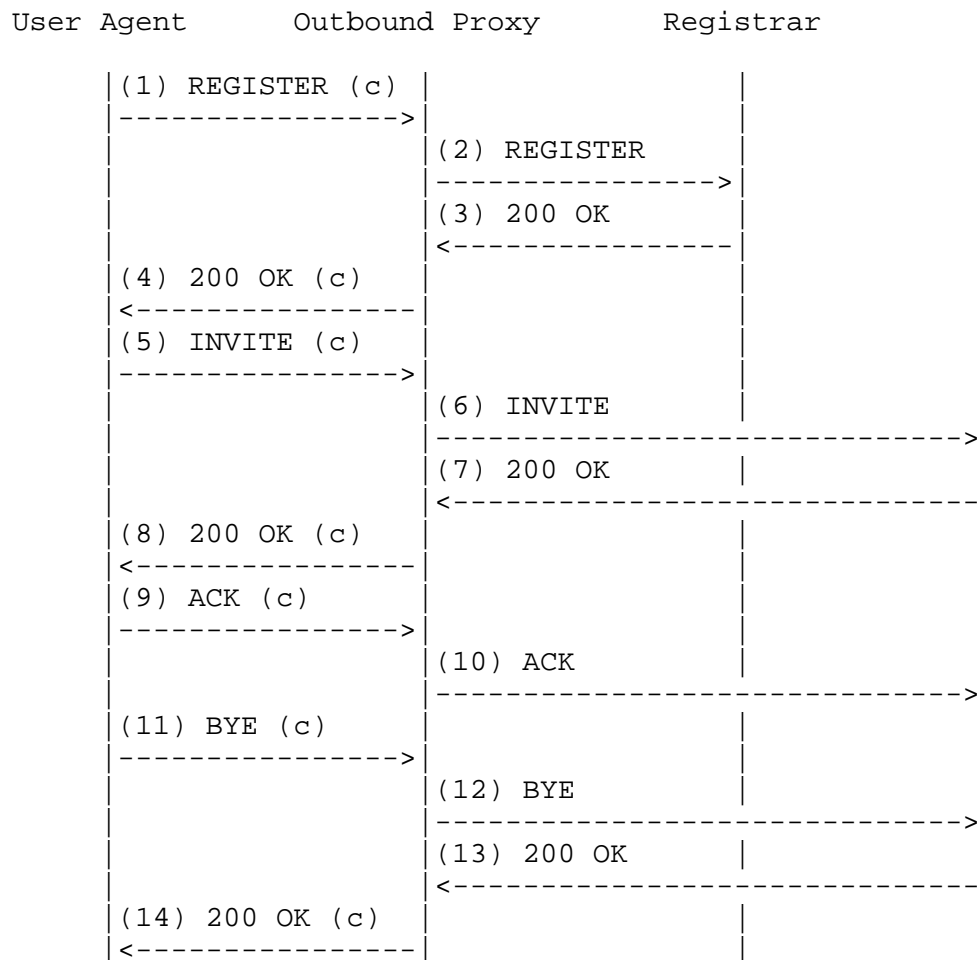 User Agent Outbound Proxy Registrar
(1) REGISTER (c)
(2) REGISTER
(3) 200 OK
(4) 200 OK (c)
(5) INVITE (c)
(6) INVITE
(7) 200 OK
(8) 200 OK (c)
(9) ACK (c)
(10) ACK
(11) BYE (c)
(12) BYE
(13) 200 OK
(14) 200 OK (c)